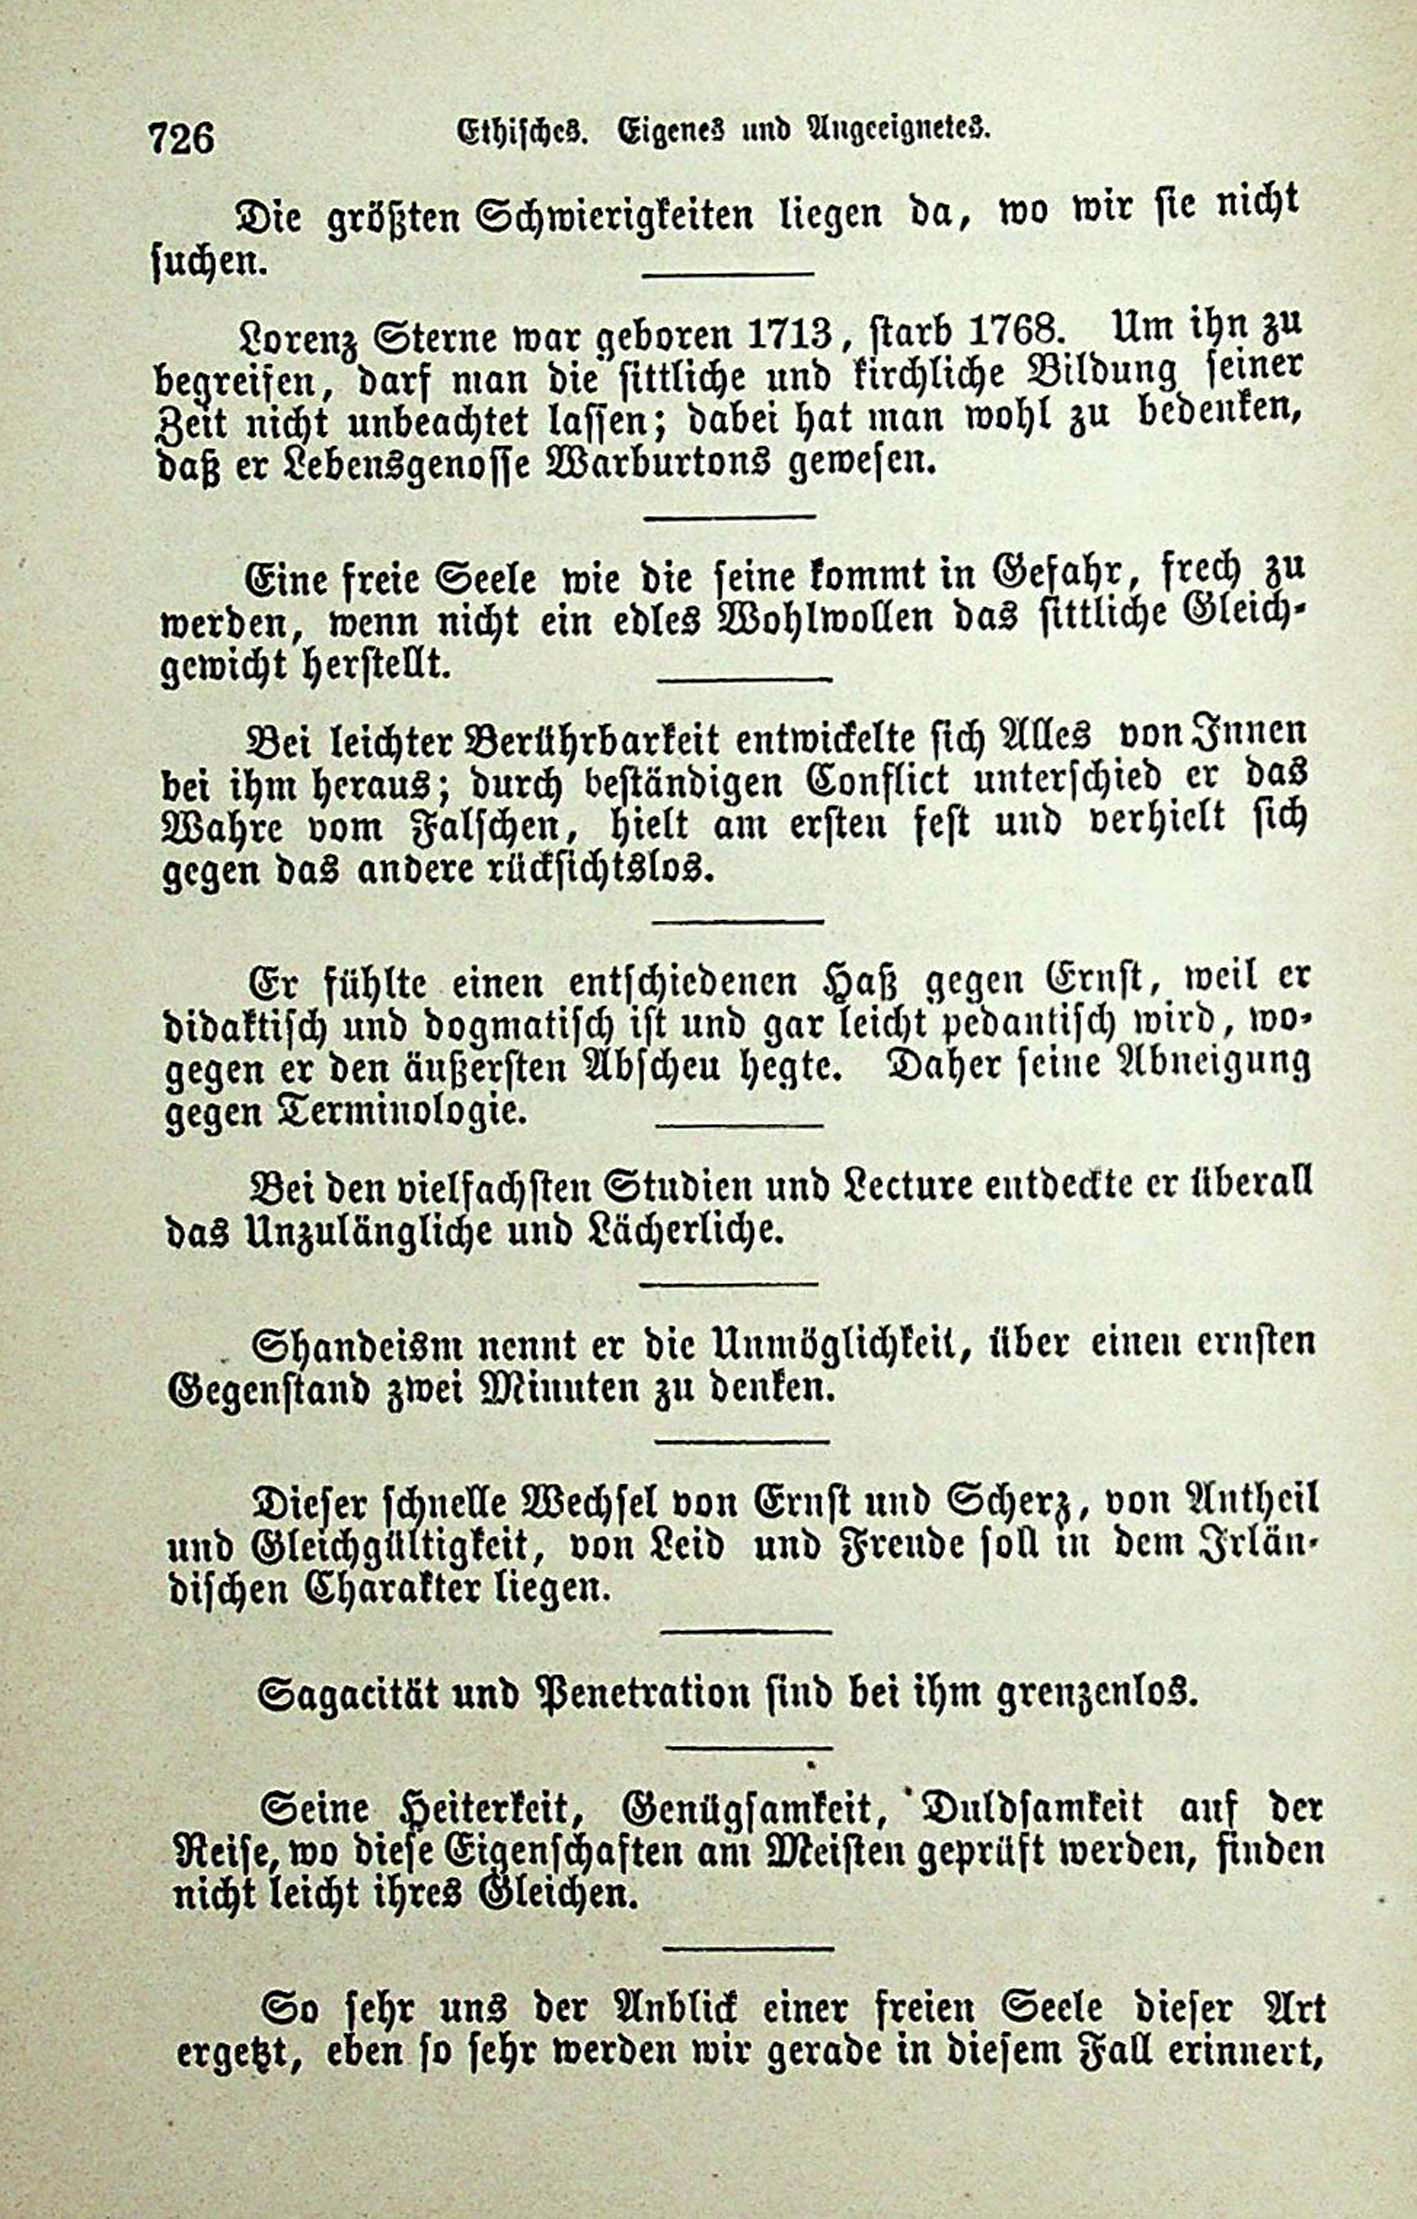 726 Ethisches. Eigenes und Angeeignetes.
Die größten Schwierigkeiten liegen da, wo wir sie nicht
suchen.
Lorenz Sterne war geboren 1713, starb 1768. Um ihn zu
begreifen, darf man die sittliche und kirchliche Bildung seiner
Zeit nicht unbeachtet lassen; dabei hat man wohl zu bedenken,
daß er Lebensgenosse Warburtons gewesen.
Eine freie Seele wie die seine kommt in Gefahr, frech zu
werden, wenn nicht ein edles Wohlwollen das sittliche Gleich-
gewicht herstellt.
Bei leichter Berührbarkeit entwickelte sich Alles von Innen
bei ihm heraus; durch beständigen Conflict unterschied er das
Wahre vom Falschen, hielt am ersten fest und verhielt sich
gegen das andere rücksichtslos.
Er fühlte einen entschiedenen Haß gegen Ernst, weil er
didaktisch und dogmatisch ist und gar leicht pedantisch wird, wo-
gegen er den äußersten Abscheu hegte. Daher seine Abneigung
gegen Terminologie.
Bei den vielfachsten Studien und Lecture entdeckte er überall
das Unzulängliche und Lächerliche.
Shandeism nennt er die Unmöglichkeit, über einen ernsten
Gegenstand zwei Minuten zu denken.
Dieser schnelle Wechsel von Ernst und Scherz, von Antheil
und Gleichgültigkeit, von Leid und Freude soll in dem Irlän-
dischen Charakter liegen.
Sagacität und Penetration sind bei ihm grenzenlos.
Seine Heiterkeit, Genügsamkeit, Duldsamkeit auf der
Reise, wo diese Eigenschaften am Meisten geprüft werden, finden
nicht leicht ihres Gleichen.
So sehr uns der Anblick einer freien Seele dieser Art
ergetzt, eben so sehr werden wir gerade in diesem Fall erinnert,